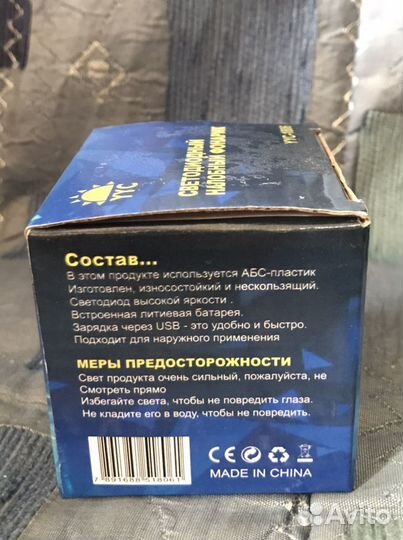 YYC
СВЕТОДИОДНЫЙ
НАЛОБНЫЙ ФОНАРИК
Состав...
В этом продукте используется АБС-пластик
Изготовлен, износостойкий и нескользящий.
Светодиод высокой яркости .
Встроенная литиевая батарея.
Зарядка через USB - это удобно и быстро.
Подходит для наружного применения
МЕРЫ ПРЕДОСТОРОЖНОСТИ
Свет продукта очень сильный, пожалуйста, не
Смотреть прямо
Избегайте света, чтобы не повредить глаза.
Не кладите его в воду, чтобы не повредить.
7 891688 518061
CE
MADE IN CHINA
Avito